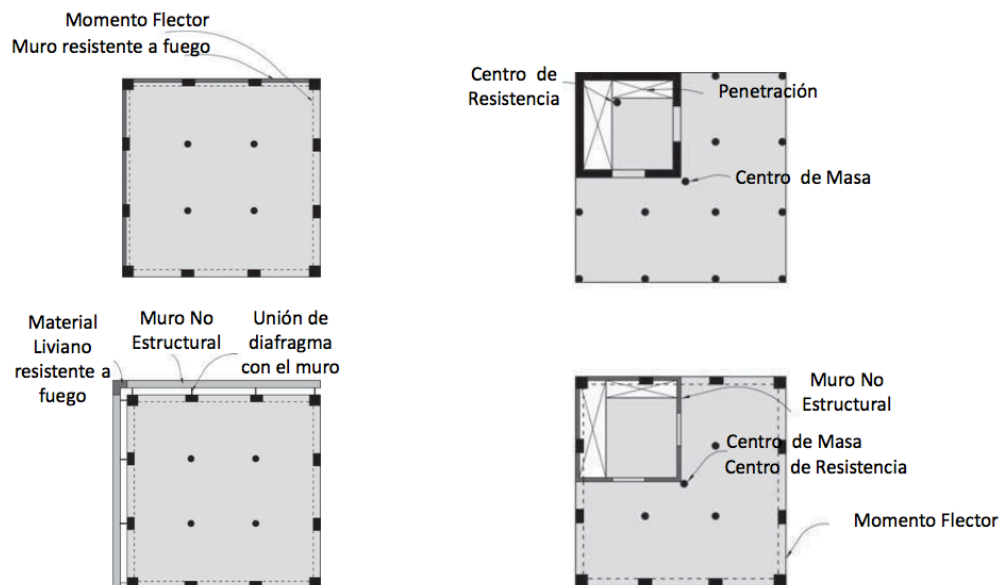 Momento Flector
Muro resistente a fuego
Centro de
Resistencia
Penetración
Centro de Masa
Material
Liviano
resistente a
fuego
Muro No
Estructural
Unión de
diafragma
con el muro
Muro No
Estructural
Centro de Masa
Centro de Resistencia
Momento Flector